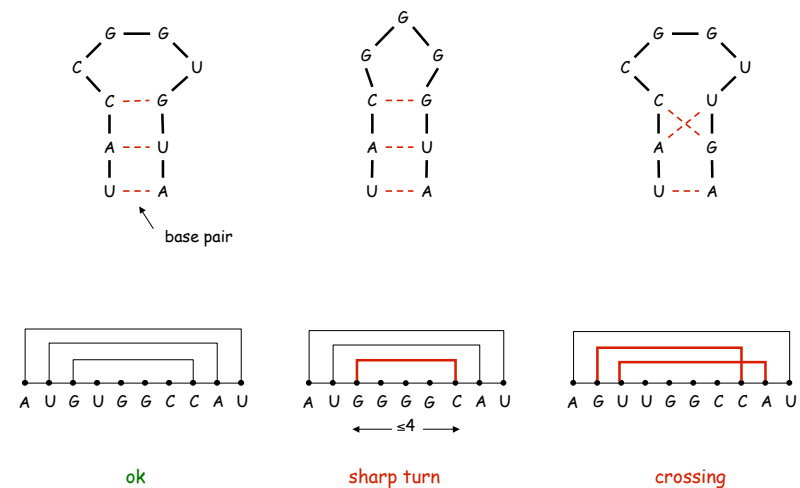 G G
C U
C G
A U
U A
base pair
G
G G
C G
A U
U A
G G
C U
C U
A G
U A
A U G U G G C C A U
ok
A U G G G G C A U
≤4
sharp turn
A G U U G G C C A U
crossing